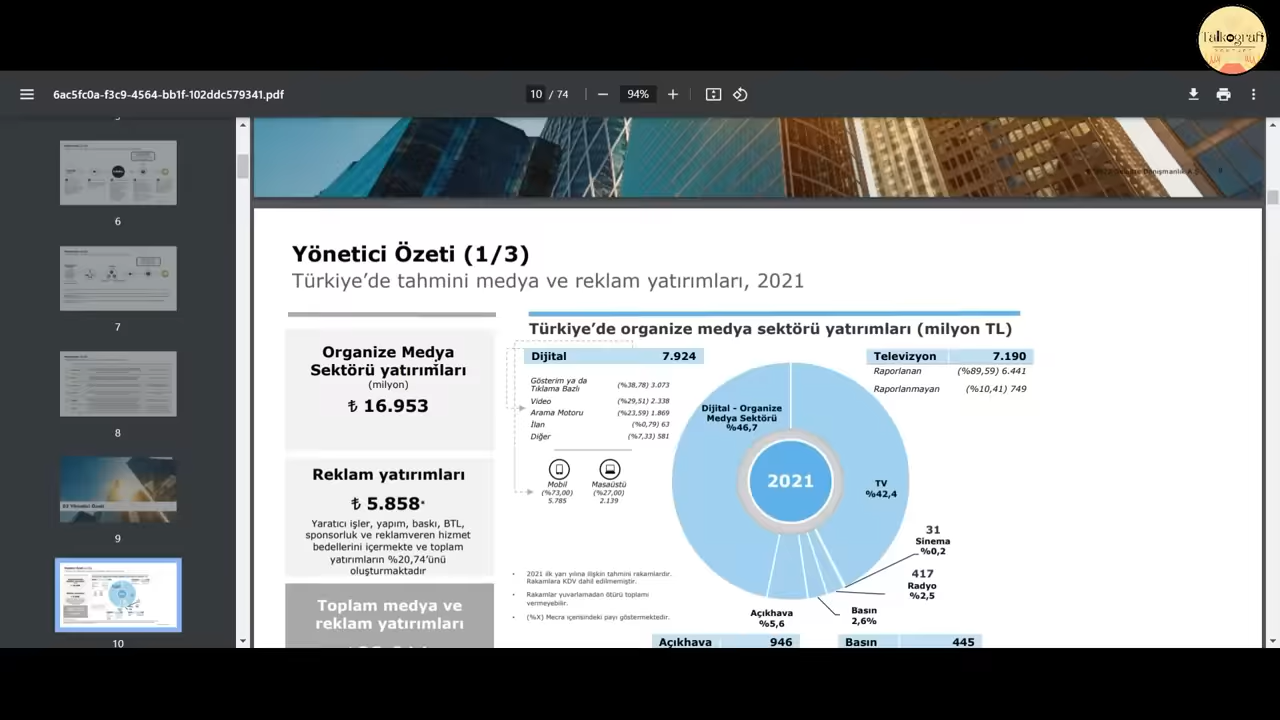 Talkografi
6ac5fc0a-f3c9-4564-bb1f-102ddc579341.pdf
10 / 74
94%
6
7
8
9
10
Yönetici Özeti (1/3)
Türkiye’de tahmini medya ve reklam yatırımları, 2021
Organize Medya
Sektörü yatırımları
(milyon)
₺ 16.953
Reklam yatırımları
₺ 5.858*
Yaratıcı işler, yapım, baskı, BTL,
sponsorluk ve reklamveren hizmet
bedellerini içermekte ve toplam
yatırımların %20,74’ünü
oluşturmaktadır
Toplam medya ve
reklam yatırımları
Türkiye’de organize medya sektörü yatırımları (milyon TL)
Dijital 7.924
Gösterim ya da
Tıklama Bazlı (%38,78) 3.073
Video (%29,51) 2.338
Arama Motoru (%23,59) 1.869
İlan (%0,79) 63
Diğer (%7,33) 581
Mobil
(%73,00)
5.785
Masaüstü
(%27,00)
2.139
• 2021 ilk yarı yılına ilişkin tahmini rakamlardır.
Rakamlara KDV dahil edilmemiştir.
• Rakamlar yuvarlamadan ötürü toplamı
vermeyebilir.
• (%X) Mecra içerisindeki payı göstermektedir.
Televizyon 7.190
Raporlanan (%89,59) 6.441
Raporlanmayan (%10,41) 749
Dijital - Organize
Medya Sektörü
%46,7
2021
TV
%42,4
31
Sinema
%0,2
417
Radyo
%2,5
Basın
2,6%
Açıkhava
%5,6
Açıkhava 946
Basın 445